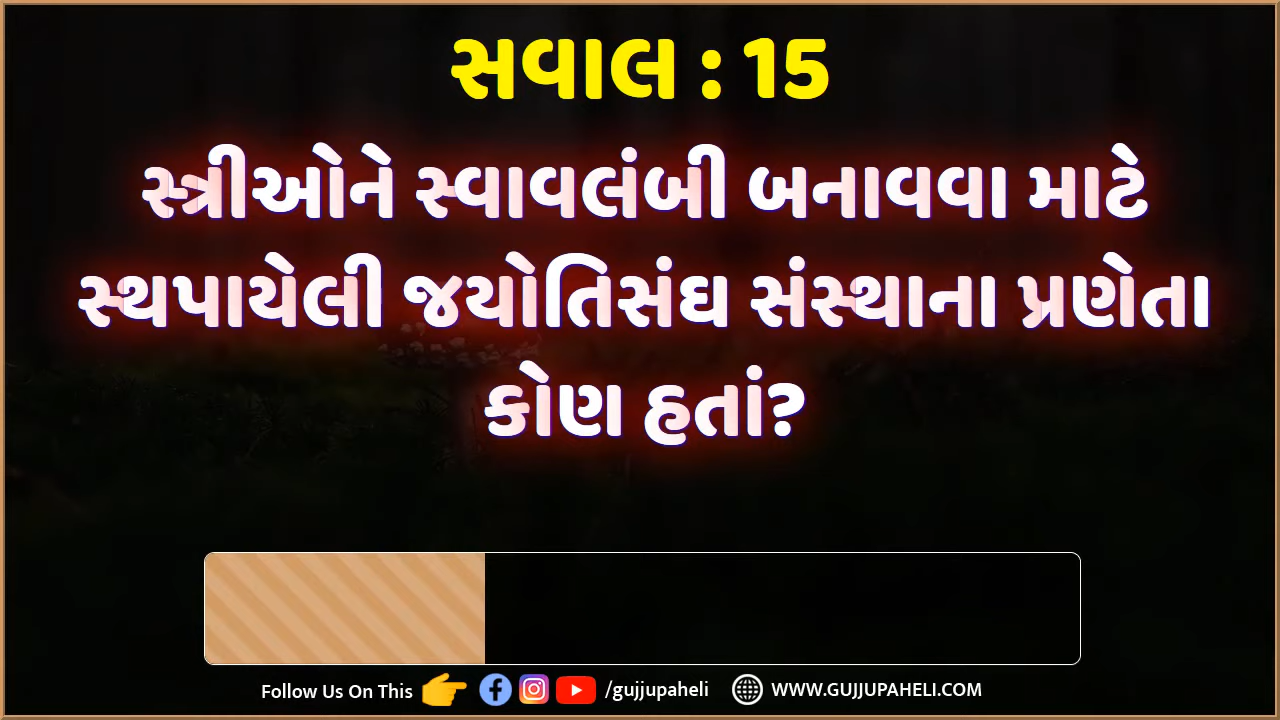 સવાલ : 15
સ્ત્રીઓને સ્વાવલંબી બનાવવા માટે
સ્થપાયેલી જયોતિસંઘ સંસ્થાના પ્રણેતા
કોણ હતાં?
Follow Us On This /gujjupaheli WWW.GUJJUPAHELI.COM